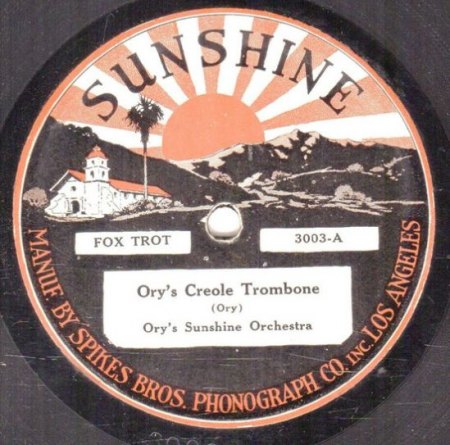 SUNSHINE
FOX TROT
3003-A
Ory's Creole Trombone
(Ory)
Ory's Sunshine Orchestra
MANUF BY SPIKES BROS. PHONOGRAPH CO. INC. LOS ANGELES